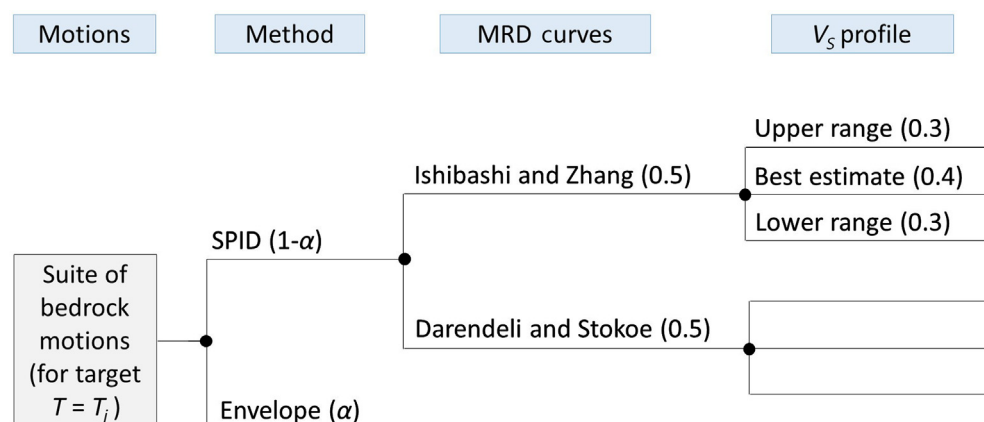 Motions
Method
MRD curves
V_S profile
Upper range (0.3)
Ishibashi and Zhang (0.5)
Best estimate (0.4)
Lower range (0.3)
SPID (1-α)
Suite of
bedrock
motions
(for target
T = T_i)
Darendeli and Stokoe (0.5)
Envelope (α)